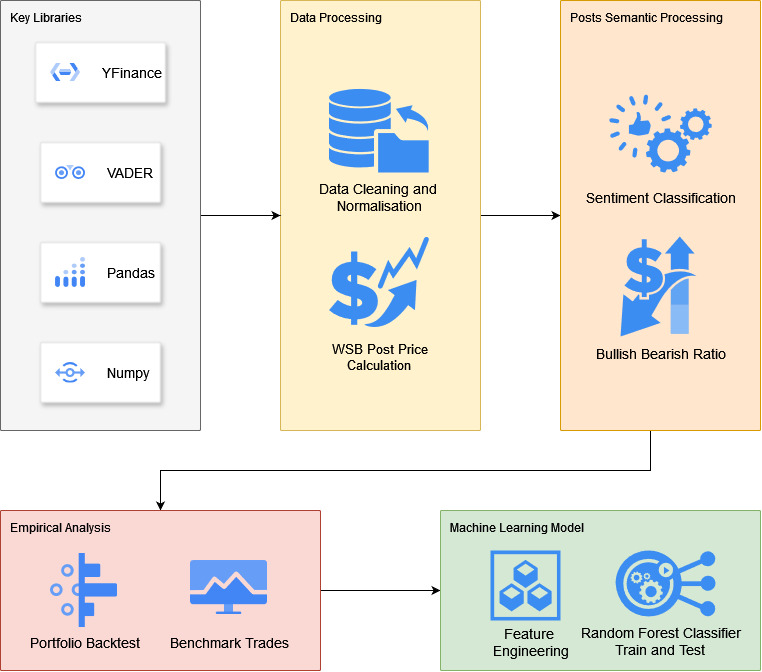 Key Libraries
YFinance
VADER
Pandas
Numpy
Data Processing
Data Cleaning and
Normalisation
WSB Post Price
Calculation
Posts Semantic Processing
Sentiment Classification
Bullish Bearish Ratio
Empirical Analysis
Portfolio Backtest
Benchmark Trades
Machine Learning Model
Feature
Engineering
Random Forest Classifier
Train and Test